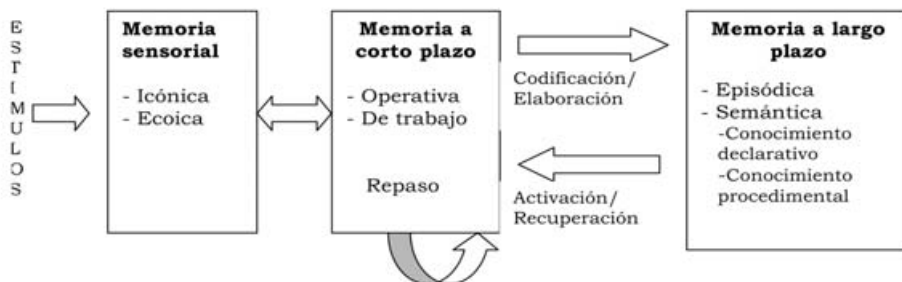 ESTIMULOS
Memoria
sensorial
- Icónica
- Ecoica
Memoria a
corto plazo
- Operativa
- De trabajo
Repaso
Codificación/
Elaboración
Activación/
Recuperación
Memoria a largo
plazo
- Episódica
- Semántica
-Conocimiento
declarativo
-Conocimiento
procedimental